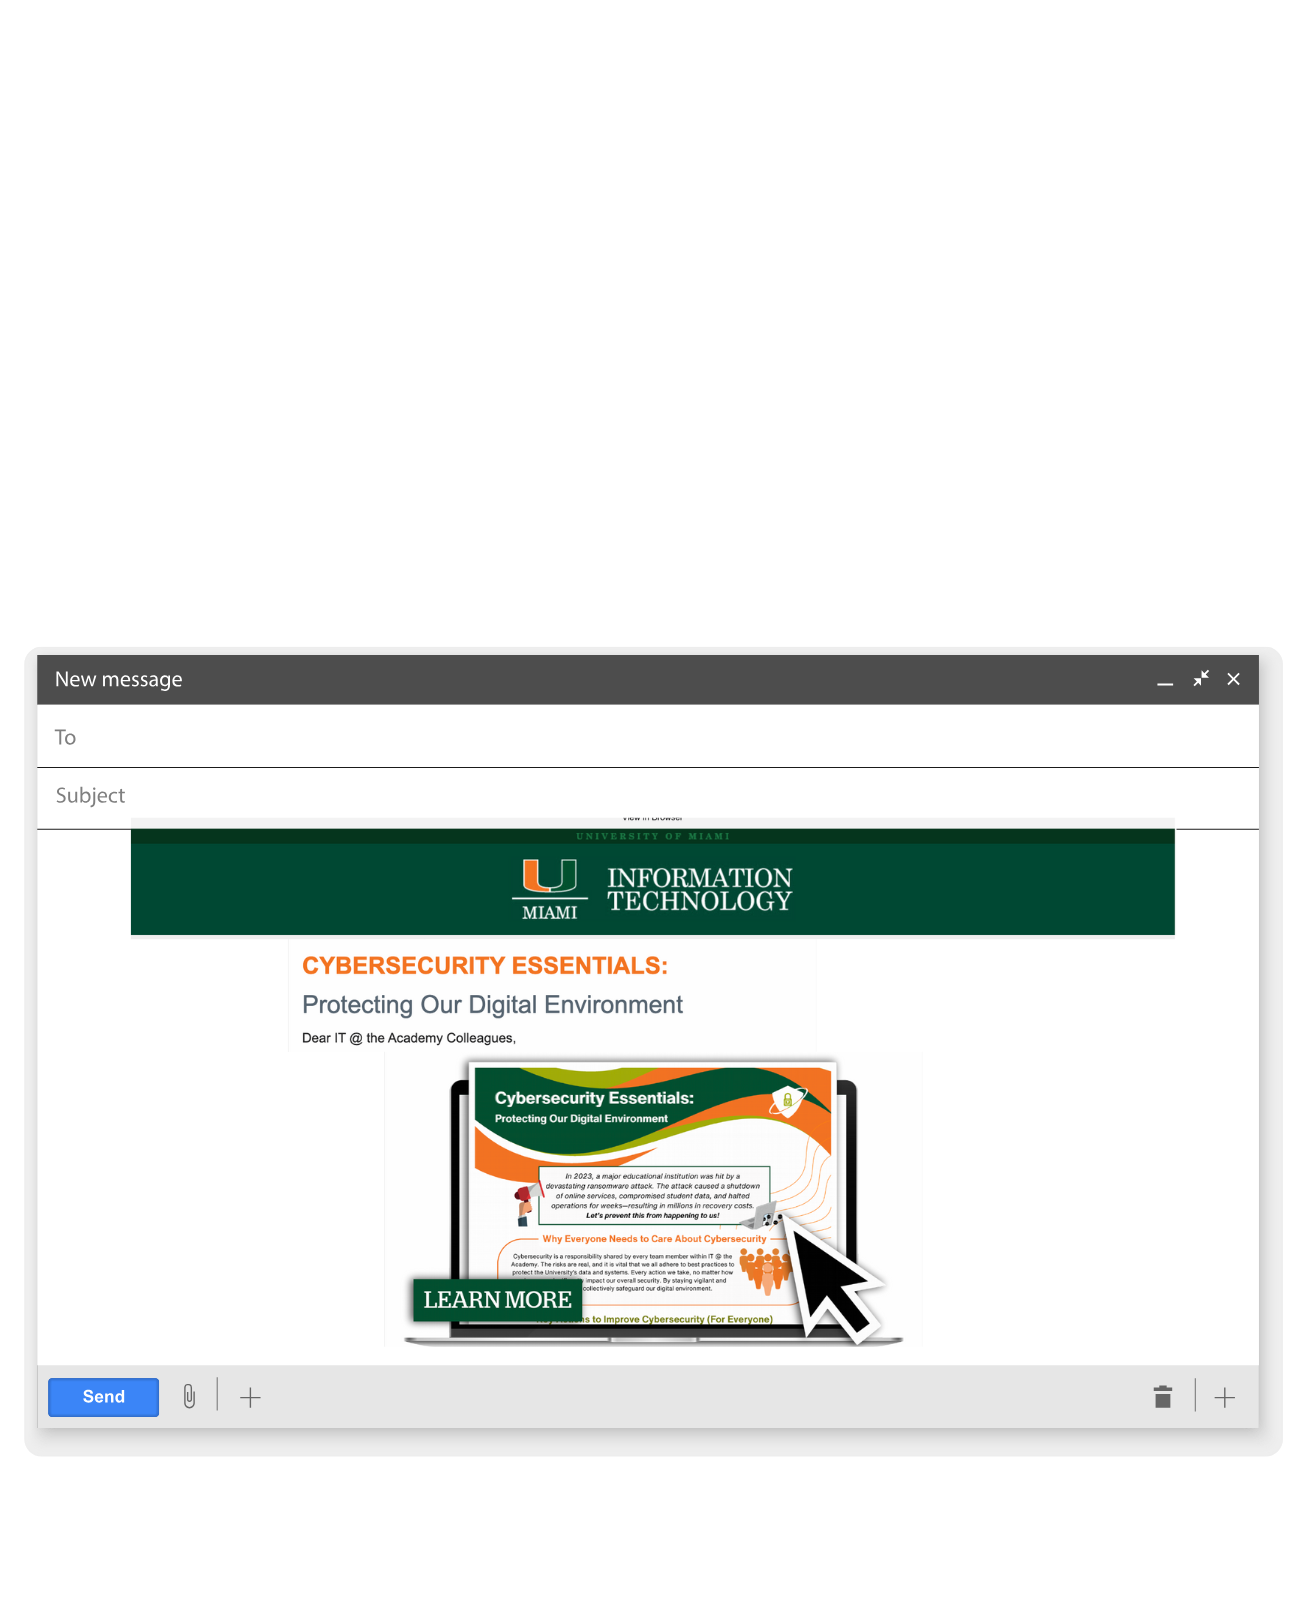 New message
To
Subject
View in Browser
UNIVERSITY OF MIAMI
MIAMI
INFORMATION
TECHNOLOGY
CYBERSECURITY ESSENTIALS:
Protecting Our Digital Environment
Dear IT @ the Academy Colleagues,
Cybersecurity Essentials:
Protecting Our Digital Environment
In 2023, a major educational institution was hit by a
devastating ransomware attack. The attack caused a shutdown
of online services, compromised student data, and halted
operations for weeks—resulting in millions in recovery costs.
Let's prevent this from happening to us!
Why Everyone Needs to Care About Cybersecurity
Cybersecurity is a responsibility shared by every team member within IT @ the
Academy. The risks are real, and it is vital that we all adhere to best practices to
protect the University's data and systems. Every action we take, no matter how
impact our overall security. By staying vigilant and
collectively safeguard our digital environment.
LEARN MORE
to Improve Cybersecurity (For Everyone)
Send